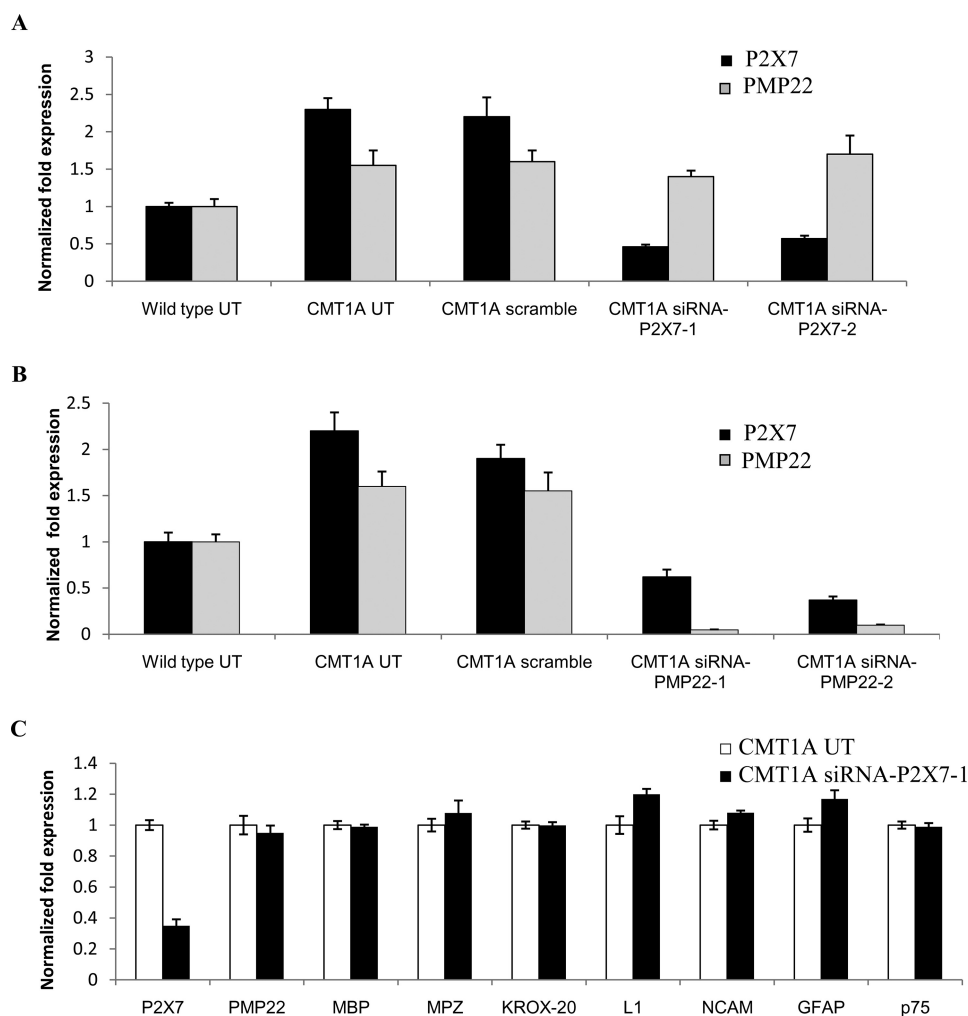 A
Normalized fold expression
3
2.5
2
1.5
1
0.5
0
P2X7
PMP22
Wild type UT
CMT1A UT
CMT1A scramble
CMT1A siRNA-
P2X7-1
CMT1A siRNA-
P2X7-2
B
Normalized fold expression
2.5
2
1.5
1
0.5
0
P2X7
PMP22
Wild type UT
CMT1A UT
CMT1A scramble
CMT1A siRNA-
PMP22-1
CMT1A siRNA-
PMP22-2
C
Normalized fold expression
1.4
1.2
1
0.8
0.6
0.4
0.2
0
CMT1A UT
CMT1A siRNA-P2X7-1
P2X7
PMP22
MBP
MPZ
KROX-20
L1
NCAM
GFAP
p75